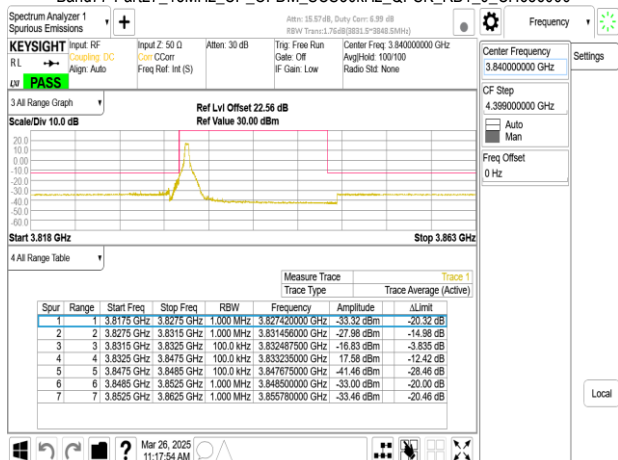 Spectrum Analyzer 1
Spurious Emissions
Attn: 15.57dB, Duty Corr: 6.99 dB
RBW Trans:1.76dB(3831.5~3848.5MHz)
Frequency
KEYSIGHT Input: RF Input Z: 50 Ω Atten: 30 dB Trig: Free Run Center Freq: 3.840000000 GHz
RL Coupling: DC Corr CCorr Gate: Off Avg|Hold: 100/100
Align: Auto Freq Ref: Int (S) IF Gain: Low Radio Std: None
LXI PASS
Center Frequency
3.840000000 GHz
Settings
CF Step
4.399000000 GHz
Auto
Man
Freq Offset
0 Hz
3 All Range Graph
Ref Lvl Offset 22.56 dB
Scale/Div 10.0 dB Ref Value 30.00 dBm
20.0
10.0
0.00
-10.0
-20.0
-30.0
-40.0
-50.0
-60.0
Start 3.818 GHz Stop 3.863 GHz
4 All Range Table
Measure Trace Trace 1
Trace Type Trace Average (Active)
Spur Range Start Freq Stop Freq RBW Frequency Amplitude ΔLimit
1 1 3.8175 GHz 3.8275 GHz 1.000 MHz 3.827420000 GHz -33.32 dBm -20.32 dB
2 2 3.8275 GHz 3.8315 GHz 1.000 MHz 3.831456000 GHz -27.98 dBm -14.98 dB
3 3 3.8315 GHz 3.8325 GHz 100.0 kHz 3.832487500 GHz -16.83 dBm -3.835 dB
4 4 3.8325 GHz 3.8475 GHz 100.0 kHz 3.833235000 GHz 17.58 dBm -12.42 dB
5 5 3.8475 GHz 3.8485 GHz 100.0 kHz 3.847675000 GHz -41.46 dBm -28.46 dB
6 6 3.8485 GHz 3.8525 GHz 1.000 MHz 3.848500000 GHz -33.00 dBm -20.00 dB
7 7 3.8525 GHz 3.8625 GHz 1.000 MHz 3.855780000 GHz -33.46 dBm -20.46 dB
Local
Mar 26, 2025
11:17:54 AM